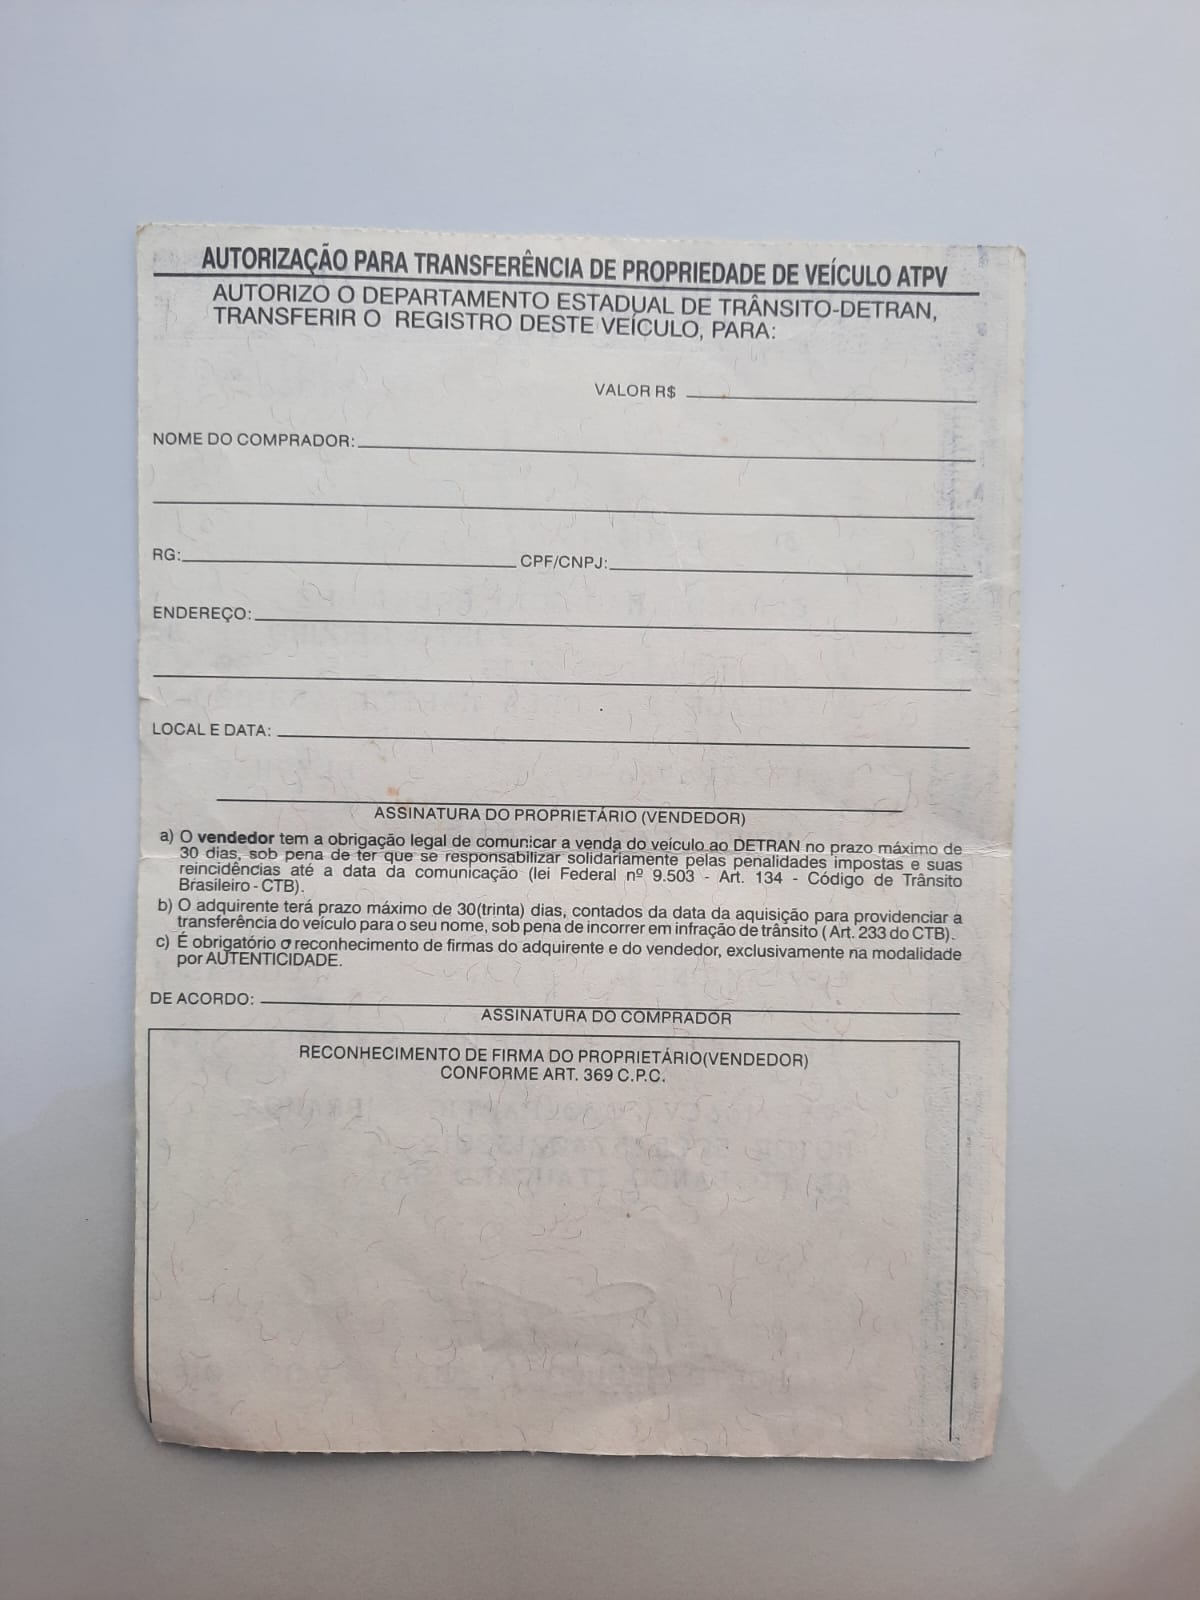 AUTORIZAÇÃO PARA TRANSFERÊNCIA DE PROPRIEDADE DE VEÍCULO ATPV
AUTORIZO O DEPARTAMENTO ESTADUAL DE TRÂNSITO-DETRAN,
TRANSFERIR O REGISTRO DESTE VEÍCULO, PARA:
VALOR R$
NOME DO COMPRADOR:
RG: CPF/CNPJ:
ENDEREÇO:
LOCAL E DATA:
ASSINATURA DO PROPRIETÁRIO (VENDEDOR)
a) O vendedor tem a obrigação legal de comunicar a venda do veículo ao DETRAN no prazo máximo de
30 dias, sob pena de ter que se responsabilizar solidariamente pelas penalidades impostas e suas
reincidências até a data da comunicação (lei Federal nº 9.503 - Art. 134 - Código de Trânsito
Brasileiro - CTB).
b) O adquirente terá prazo máximo de 30(trinta) dias, contados da data da aquisição para providenciar a
transferência do veículo para o seu nome, sob pena de incorrer em infração de trânsito ( Art. 233 do CTB).
c) É obrigatório o reconhecimento de firmas do adquirente e do vendedor, exclusivamente na modalidade
por AUTENTICIDADE.
DE ACORDO:
ASSINATURA DO COMPRADOR
RECONHECIMENTO DE FIRMA DO PROPRIETÁRIO(VENDEDOR)
CONFORME ART. 369 C.P.C.